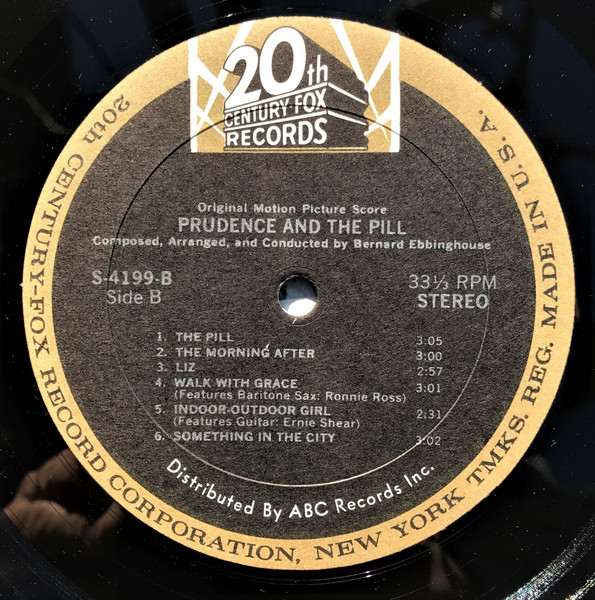 20th
CENTURY-FOX
RECORDS
Original Motion Picture Score
PRUDENCE AND THE PILL
Composed, Arranged, and Conducted by Bernard Ebbinghouse
S-4199-B
Side B
33⅓ RPM
STEREO
1. THE PILL 3:05
2. THE MORNING AFTER 3:00
3. LIZ 2:57
4. WALK WITH GRACE 3:01
(Features Baritone Sax: Ronnie Ross)
5. INDOOR-OUTDOOR GIRL 2:31
(Features Guitar: Ernie Shear)
6. SOMETHING IN THE CITY 3:02
Distributed By ABC Records Inc.
20th CENTURY-FOX RECORD CORPORATION, NEW YORK TMKS. REG. MADE IN U.S.A.